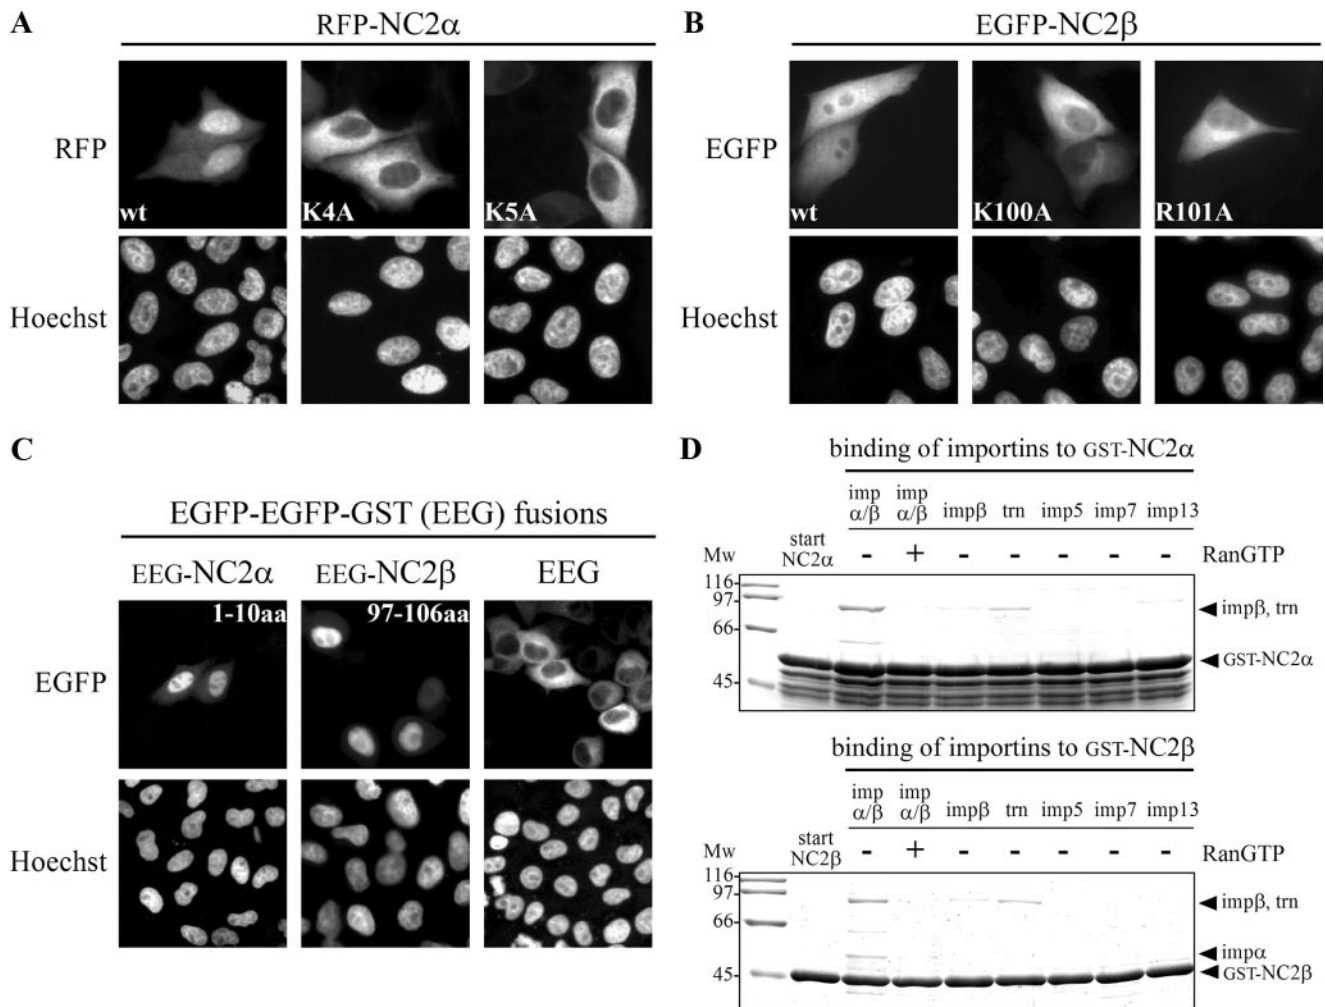 A
RFP-NC2α
RFP
wt
K4A
K5A
Hoechst
B
EGFP-NC2β
EGFP
wt
K100A
R101A
Hoechst
C
EGFP-EGFP-GST (EEG) fusions
EEG-NC2α
EEG-NC2β
EEG
1-10aa
97-106aa
EGFP
Hoechst
D
binding of importins to GST-NC2α
imp imp
α/β α/β impβ trn imp5 imp7 imp13
start
Mw NC2α - + - - - - - RanGTP
116
97
impβ, trn
66
GST-NC2α
45
binding of importins to GST-NC2β
imp imp
α/β α/β impβ trn imp5 imp7 imp13
start
Mw NC2β - + - - - - - RanGTP
116
97
impβ, trn
66
impα
45
GST-NC2β